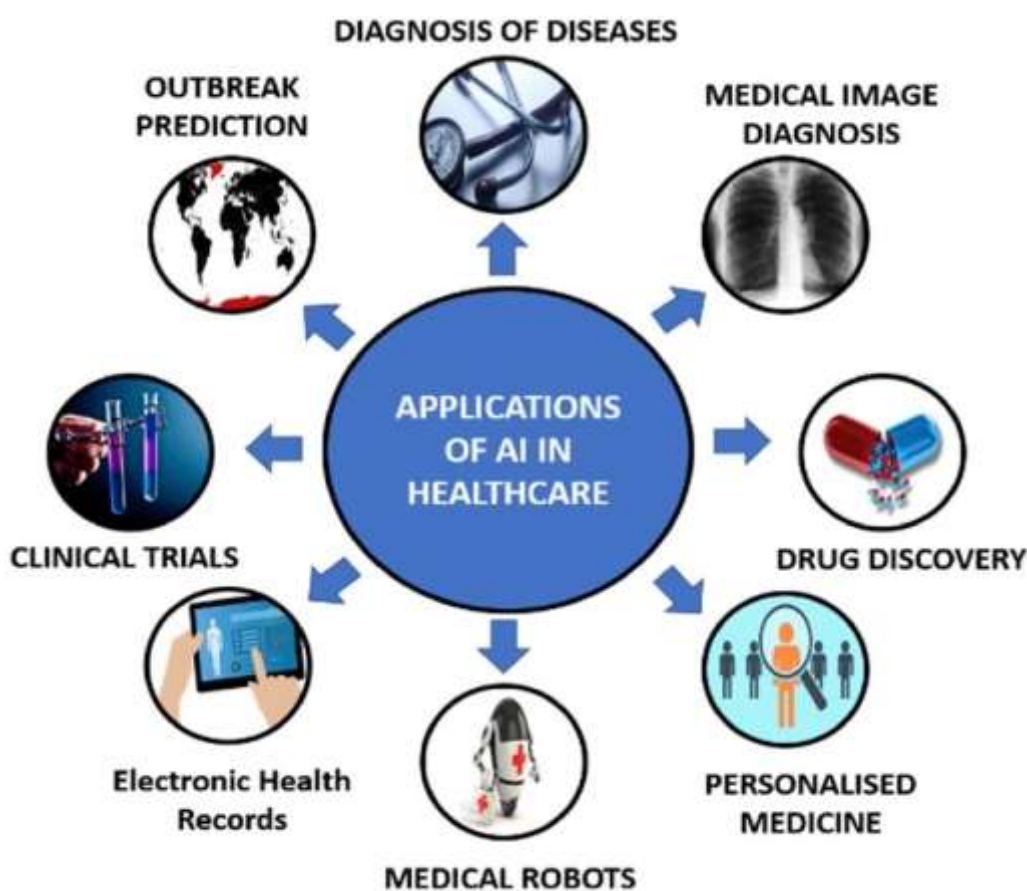 DIAGNOSIS OF DISEASES
OUTBREAK
PREDICTION
MEDICAL IMAGE
DIAGNOSIS
APPLICATIONS
OF AI IN
HEALTHCARE
CLINICAL TRIALS
DRUG DISCOVERY
Electronic Health
Records
PERSONALISED
MEDICINE
MEDICAL ROBOTS